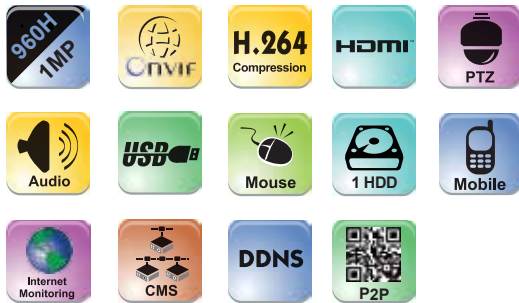 960H
1MP
ONVIF
H.264
Compression
HDMI
PTZ
Audio
USB
Mouse
1 HDD
Mobile
Internet
Monitoring
CMS
DDNS
P2P